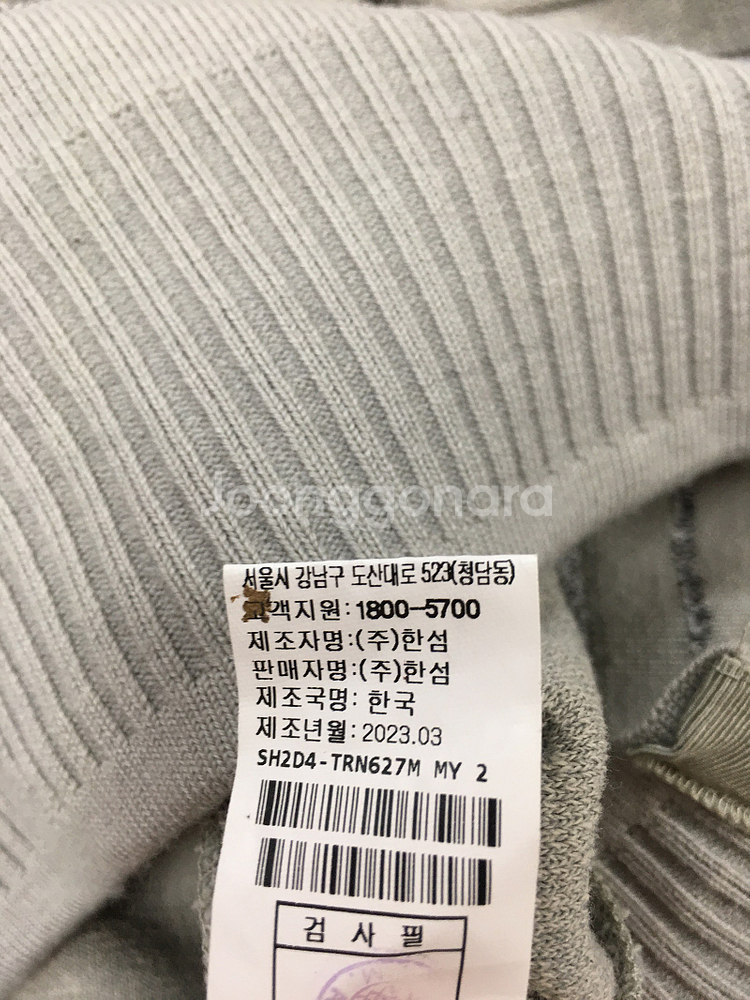 Joonggonara
서울시 강남구 도산대로 523(청담동)
고객지원: 1800-5700
제조자명:(주)한섬
판매자명:(주)한섬
제조국명: 한국
제조년월: 2023.03
SH2D4-TRN627M MY 2
검 사 필